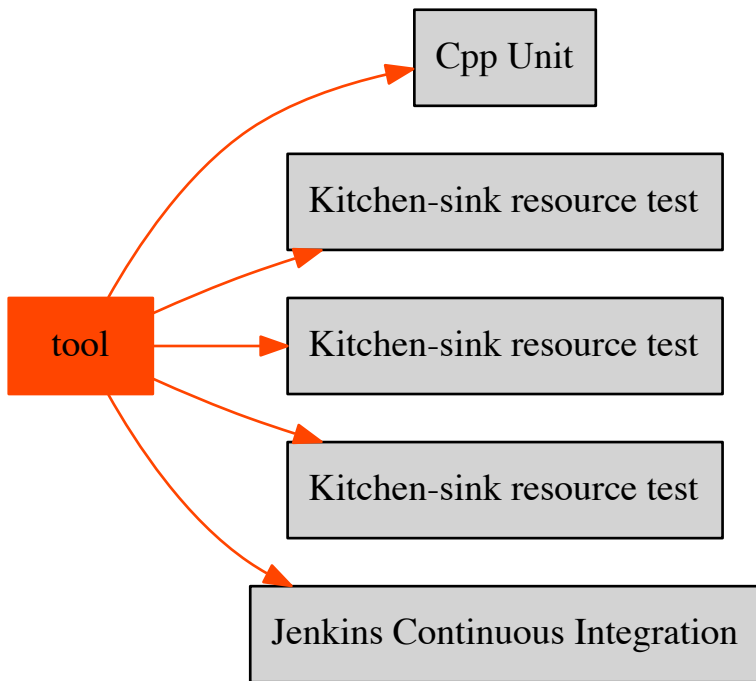 Cpp Unit
Kitchen-sink resource test
tool
Kitchen-sink resource test
Kitchen-sink resource test
Jenkins Continuous Integration